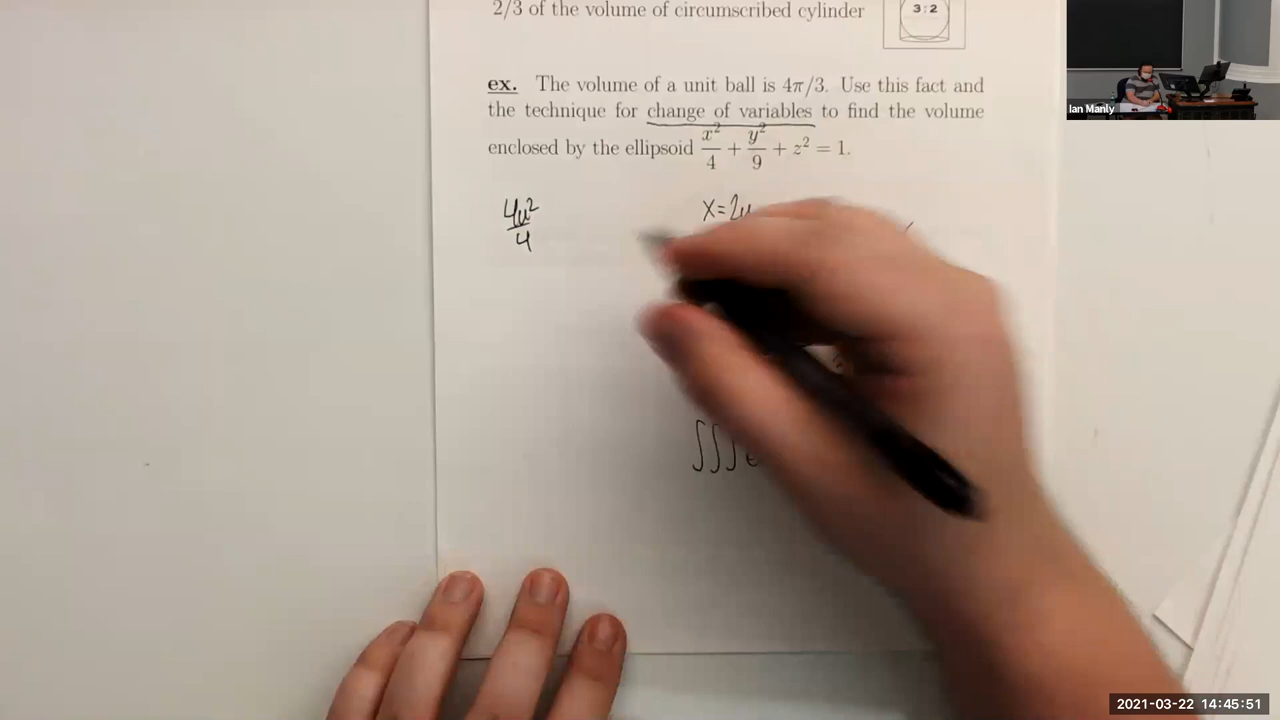 2/3 of the volume of circumscribed cylinder
3:2
ex. The volume of a unit ball is 4π/3. Use this fact and
the technique for change of variables to find the volume
enclosed by the ellipsoid x²/4 + y²/9 + z² = 1.
4u²/4
x=2u
∫∫∫
Ian Manly
2021-03-22 14:45:51